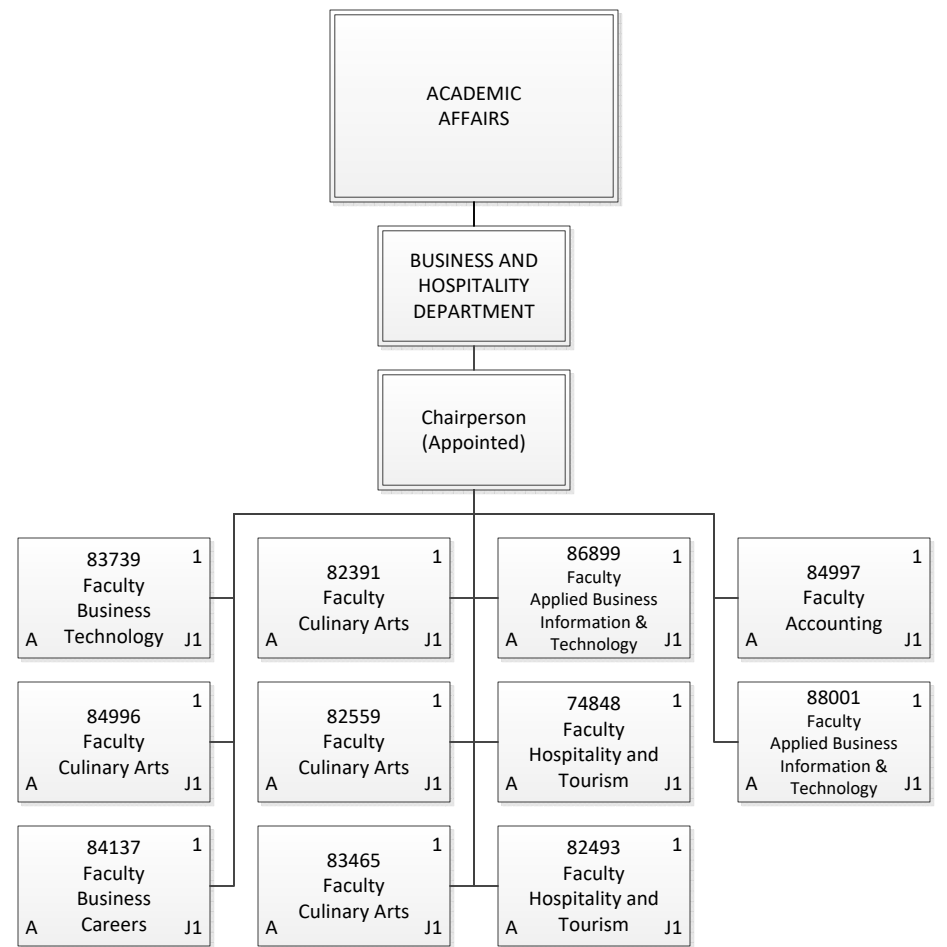 ACADEMIC
AFFAIRS
BUSINESS AND
HOSPITALITY
DEPARTMENT
Chairperson
(Appointed)
83739 1
Faculty
Business
A Technology J1
82391 1
Faculty
Culinary Arts
A J1
86899 1
Faculty
Applied Business
Information &
A Technology J1
84997 1
Faculty
Accounting
A J1
84996 1
Faculty
Culinary Arts
A J1
82559 1
Faculty
Culinary Arts
A J1
74848 1
Faculty
Hospitality and
A Tourism J1
88001 1
Faculty
Applied Business
Information &
A Technology J1
84137 1
Faculty
Business
A Careers J1
83465 1
Faculty
Culinary Arts
A J1
82493 1
Faculty
Hospitality and
A Tourism J1